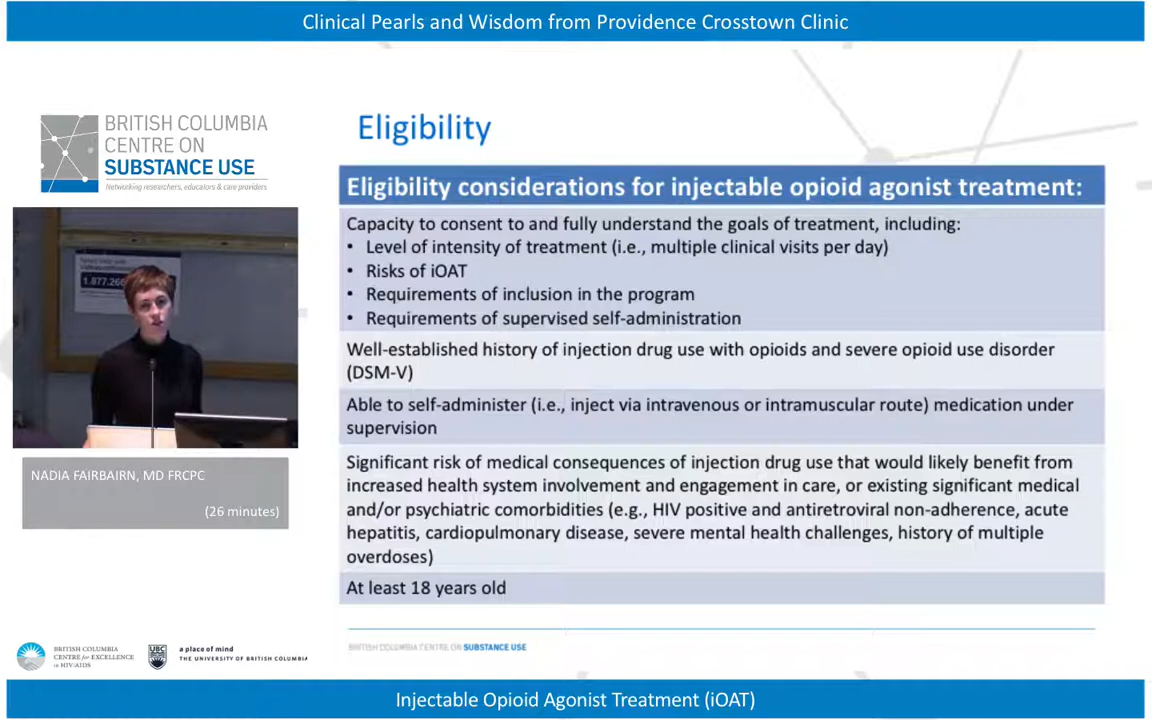 Clinical Pearls and Wisdom from Providence Crosstown Clinic
BRITISH COLUMBIA
CENTRE ON
SUBSTANCE USE
Networking researchers, educators & care providers
1.877.266
NADIA FAIRBAIRN, MD FRCPC
(26 minutes)
Eligibility
Eligibility considerations for injectable opioid agonist treatment:
Capacity to consent to and fully understand the goals of treatment, including:
• Level of intensity of treatment (i.e., multiple clinical visits per day)
• Risks of iOAT
• Requirements of inclusion in the program
• Requirements of supervised self-administration
Well-established history of injection drug use with opioids and severe opioid use disorder
(DSM-V)
Able to self-administer (i.e., inject via intravenous or intramuscular route) medication under
supervision
Significant risk of medical consequences of injection drug use that would likely benefit from
increased health system involvement and engagement in care, or existing significant medical
and/or psychiatric comorbidities (e.g., HIV positive and antiretroviral non-adherence, acute
hepatitis, cardiopulmonary disease, severe mental health challenges, history of multiple
overdoses)
At least 18 years old
BRITISH COLUMBIA CENTRE ON SUBSTANCE USE
BRITISH COLUMBIA
CENTRE for EXCELLENCE
in HIV/AIDS
UBC
a place of mind
THE UNIVERSITY OF BRITISH COLUMBIA
Injectable Opioid Agonist Treatment (iOAT)